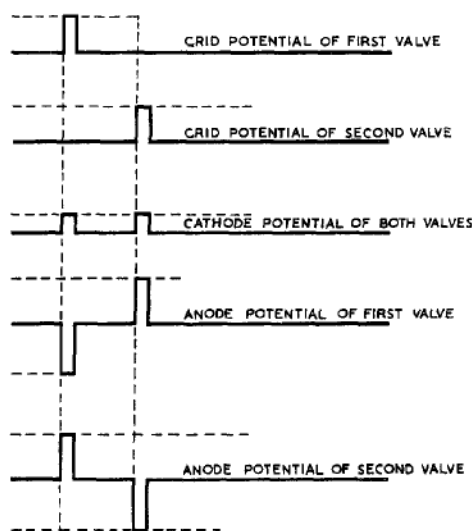 GRID POTENTIAL OF FIRST VALVE
GRID POTENTIAL OF SECOND VALVE
CATHODE POTENTIAL OF BOTH VALVES
ANODE POTENTIAL OF FIRST VALVE
ANODE POTENTIAL OF SECOND VALVE